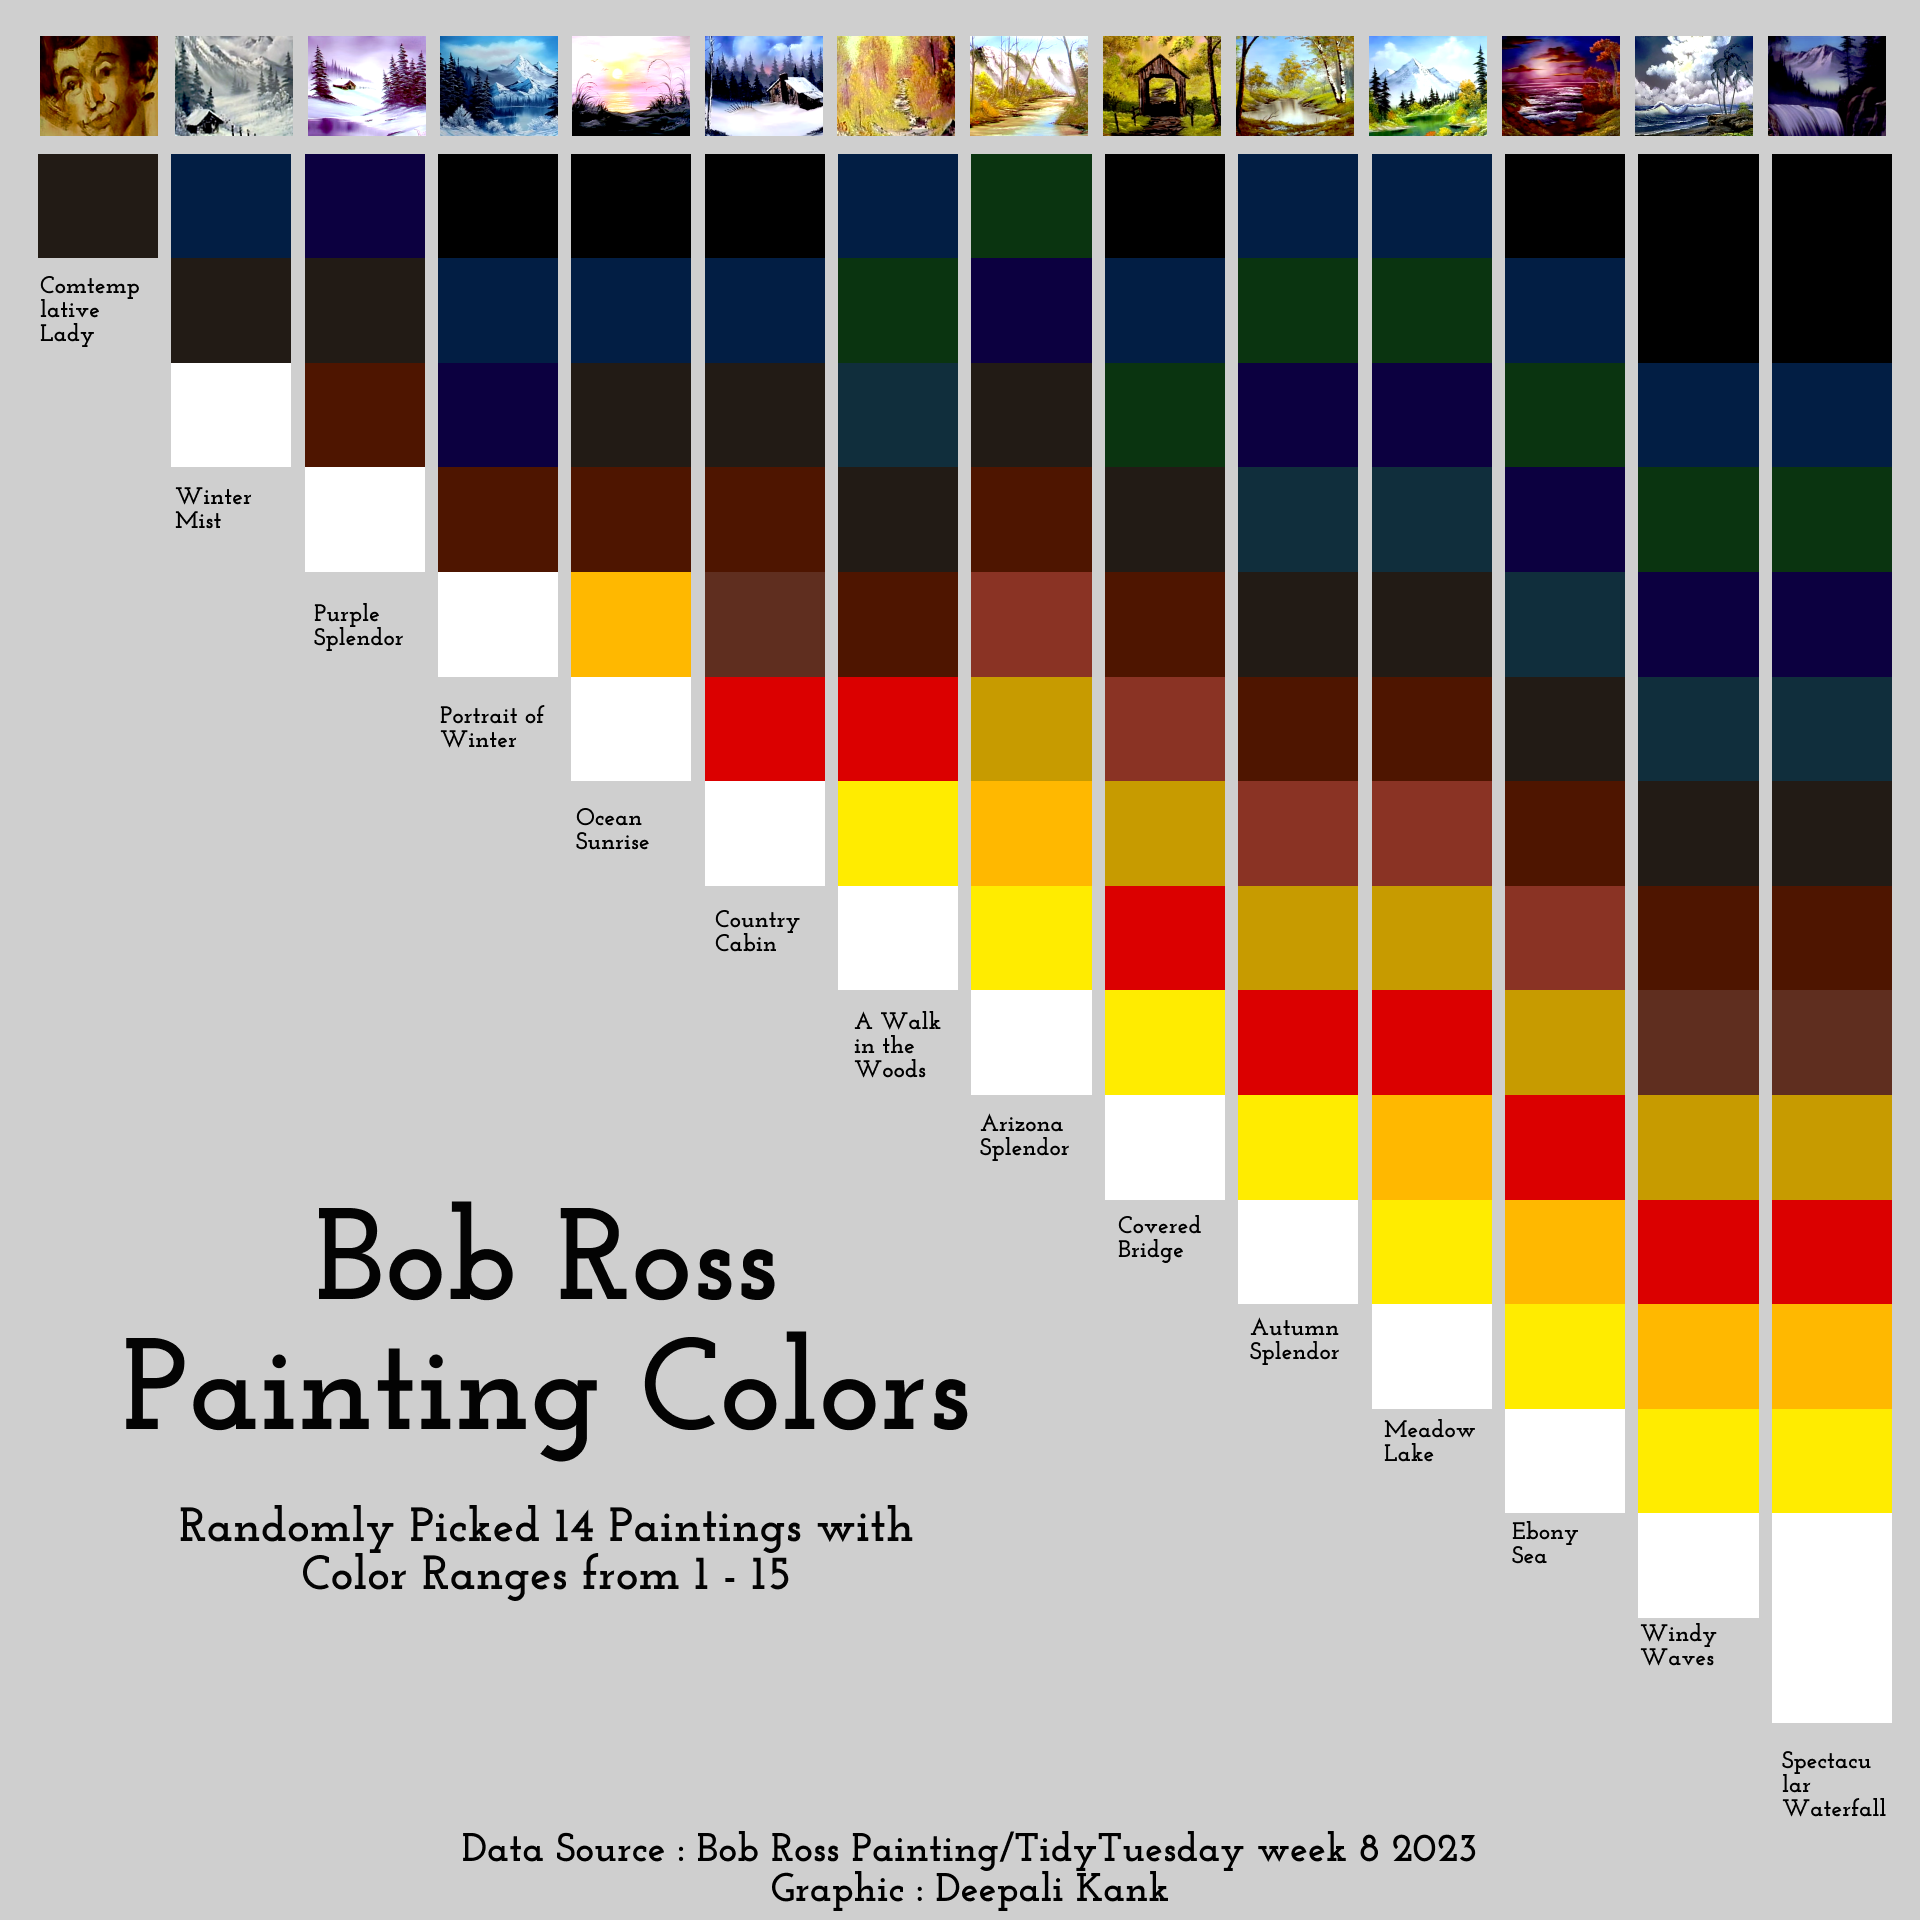 Comtemp
lative
Lady
Winter
Mist
Purple
Splendor
Portrait of
Winter
Ocean
Sunrise
Country
Cabin
A Walk
in the
Woods
Arizona
Splendor
Covered
Bridge
Autumn
Splendor
Meadow
Lake
Ebony
Sea
Windy
Waves
Spectacu
lar
Waterfall
Bob Ross
Painting Colors
Randomly Picked 14 Paintings with
Color Ranges from 1 - 15
Data Source : Bob Ross Painting/TidyTuesday week 8 2023
Graphic : Deepali Kank